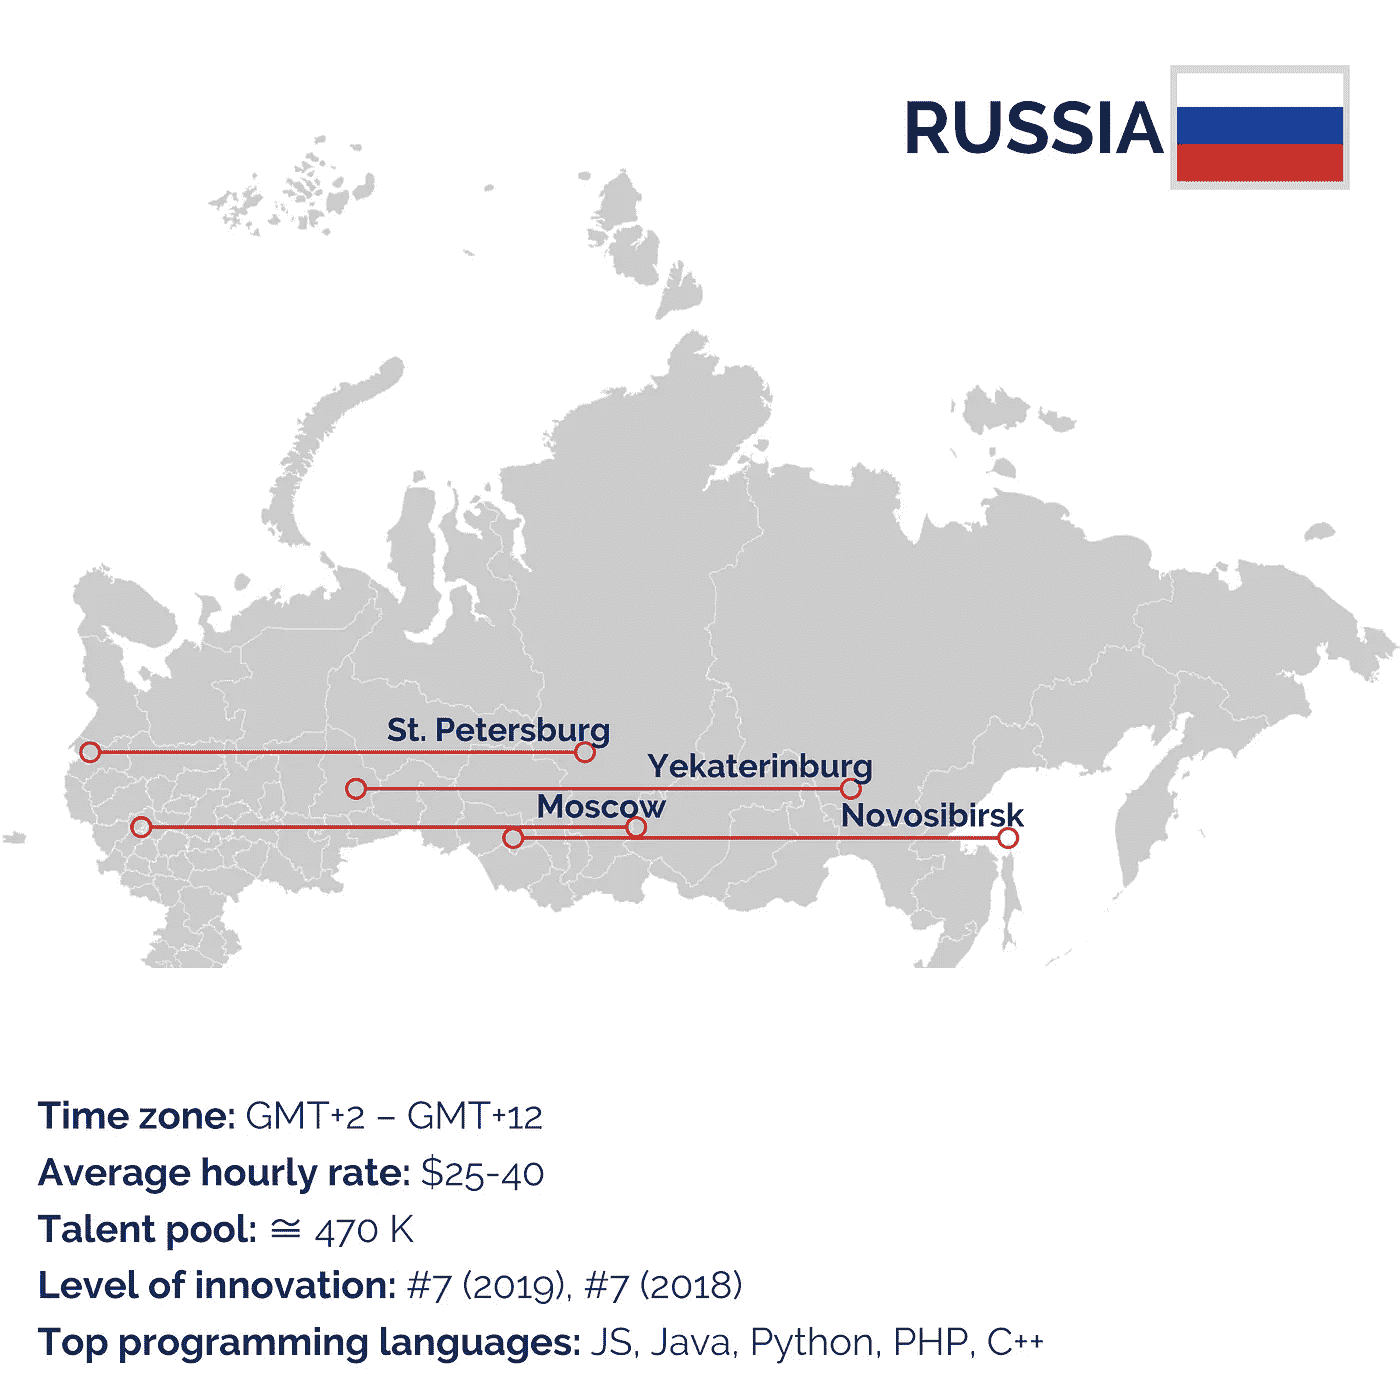 RUSSIA
St. Petersburg
Yekaterinburg
Moscow
Novosibirsk
Time zone: GMT+2 – GMT+12
Average hourly rate: $25-40
Talent pool: ≅ 470 K
Level of innovation: #7 (2019), #7 (2018)
Top programming languages: JS, Java, Python, PHP, C++